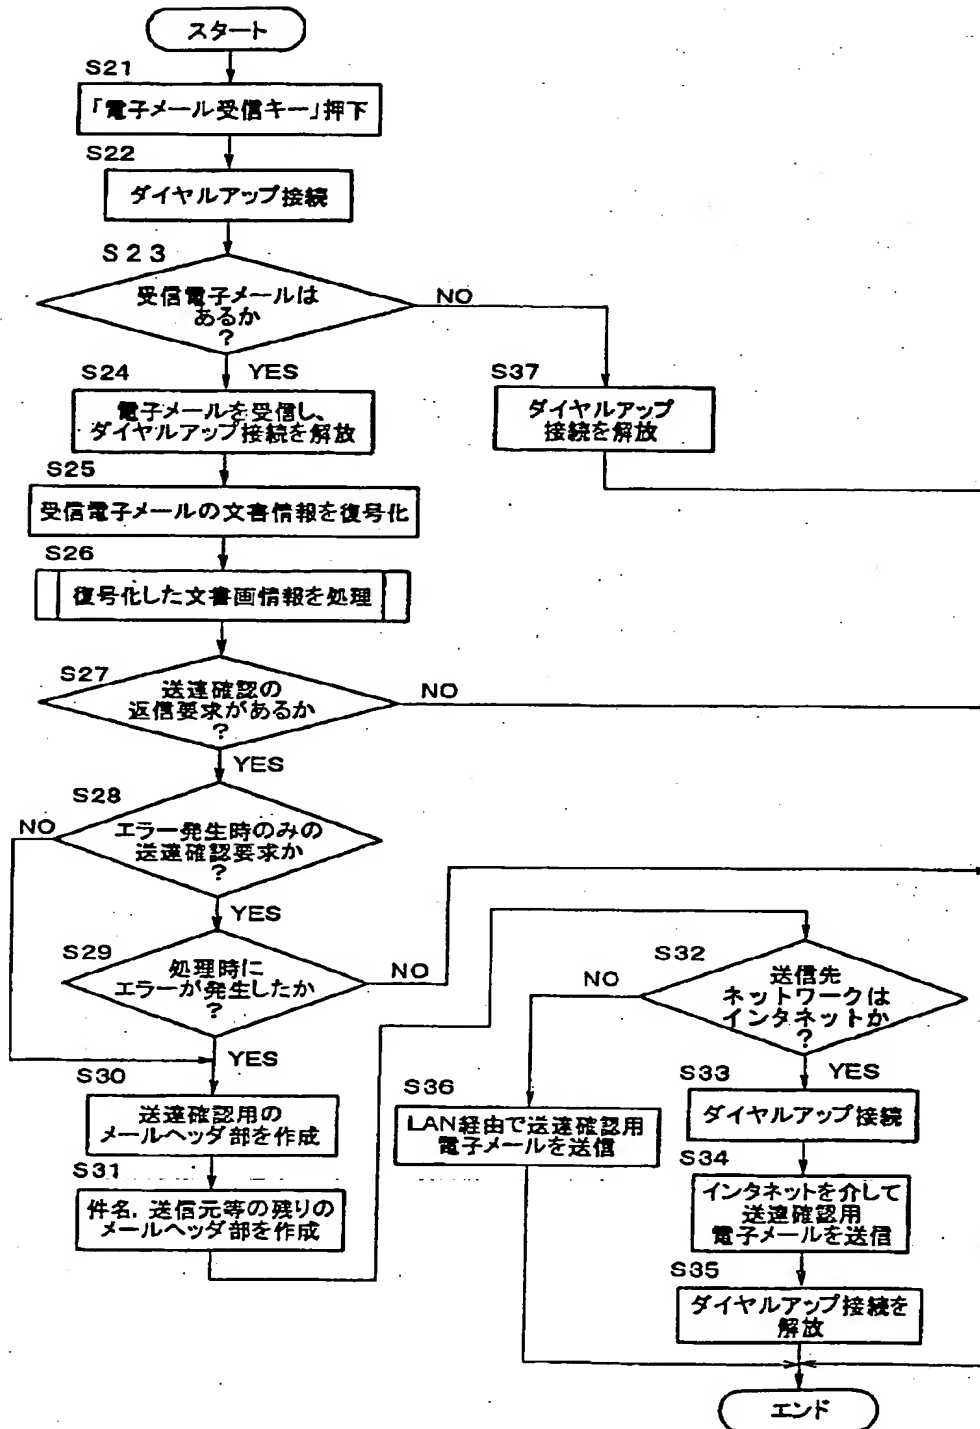 スタート
S21
「電子メール受信キー」押下
S22
ダイヤルアップ接続
S23
受信電子メールは
あるか
?
NO
YES
S24
電子メールを受信し、
ダイヤルアップ接続を解放
S37
ダイヤルアップ
接続を解放
S25
受信電子メールの文書情報を復号化
S26
復号化した文書画情報を処理
S27
送達確認の
返信要求があるか
?
NO
YES
S28
エラー発生時のみの
送達確認要求か
?
NO
YES
S29
処理時に
エラーが発生したか
?
NO
YES
S30
送達確認用の
メールヘッダ部を作成
S31
件名，送信元等の残りの
メールヘッダ部を作成
S32
送信先
ネットワークは
インタネットか
?
NO
YES
S36
LAN経由で送達確認用
電子メールを送信
S33
ダイヤルアップ接続
S34
インタネットを介して
送達確認用
電子メールを送信
S35
ダイヤルアップ接続を
解放
エンド